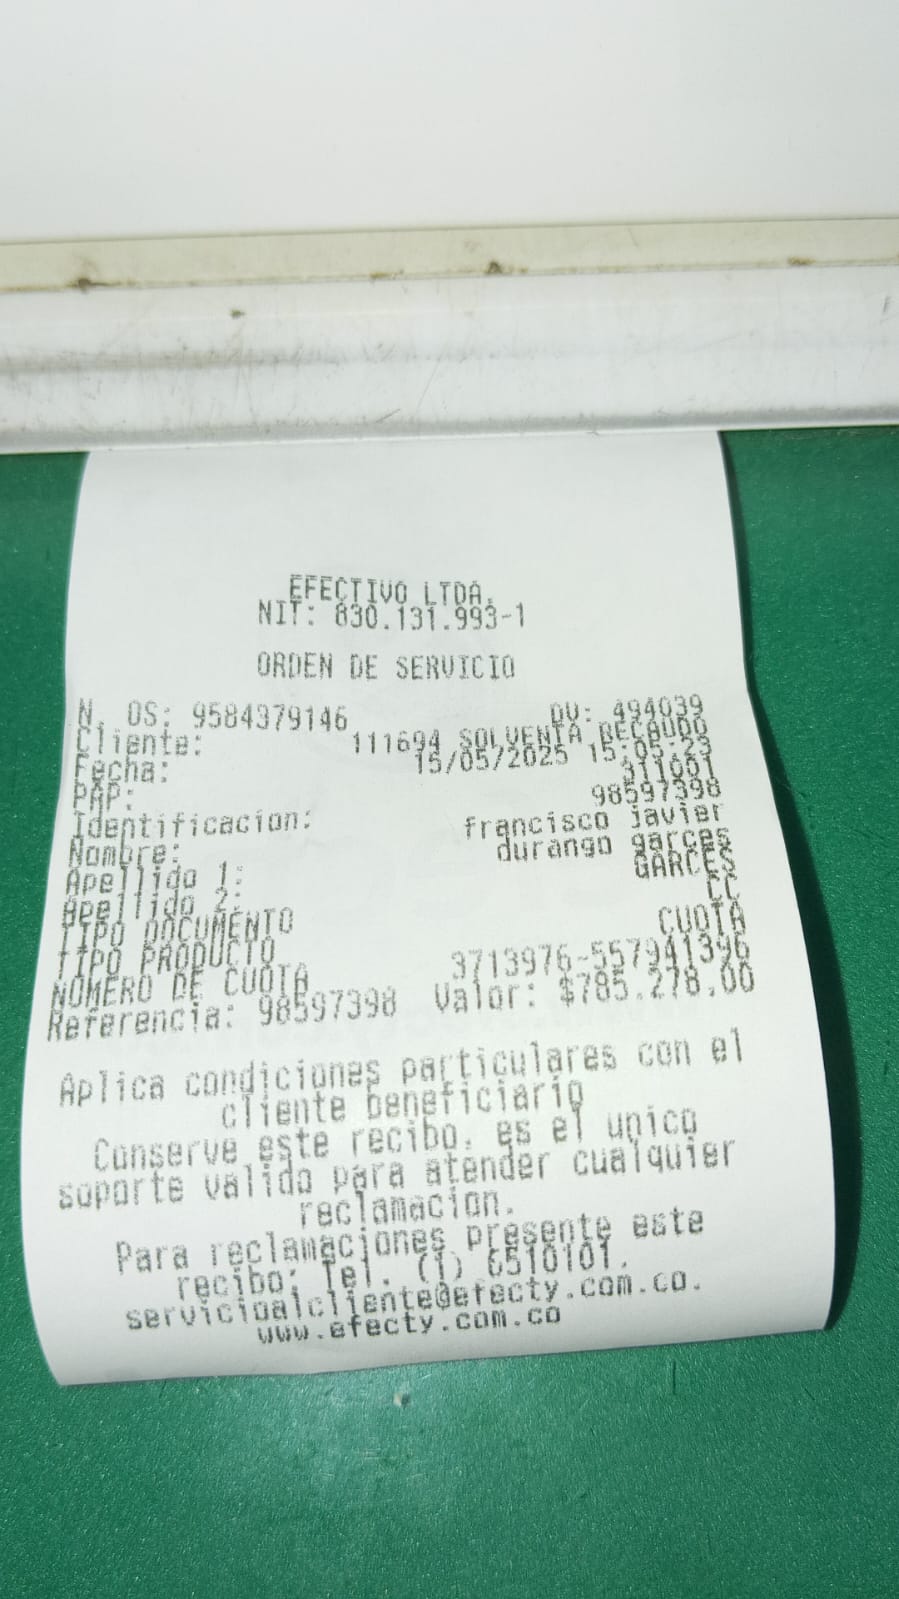 EFECTIVO LTDA.
NIT: 830.131.993-1
ORDEN DE SERVICIO
N. OS: 9584379146 DV: 494039
Cliente: 111694 SOLVENTA RECAUDO
Fecha: 15/05/2025 15:05:23
PAP: 311001
Identificacion: 98597398
Nombre: francisco javier
Apellido 1: durango garces
Apellido 2: GARCES
TIPO DOCUMENTO CC
TIPO PRODUCTO CUOTA
NOMERO DE CUOTA 3713976-557941396
Referencia: 98597398 Valor: $785.278.00
Aplica condiciones particulares con el
cliente beneficiario
Conserve este recibo. es el unico
soporte valido para atender cualquier
reclamacion.
Para reclamaciones presente este
recibo: Tel. (1) 6510101.
servicioalcliente@efecty.com.co.
www.efecty.com.co